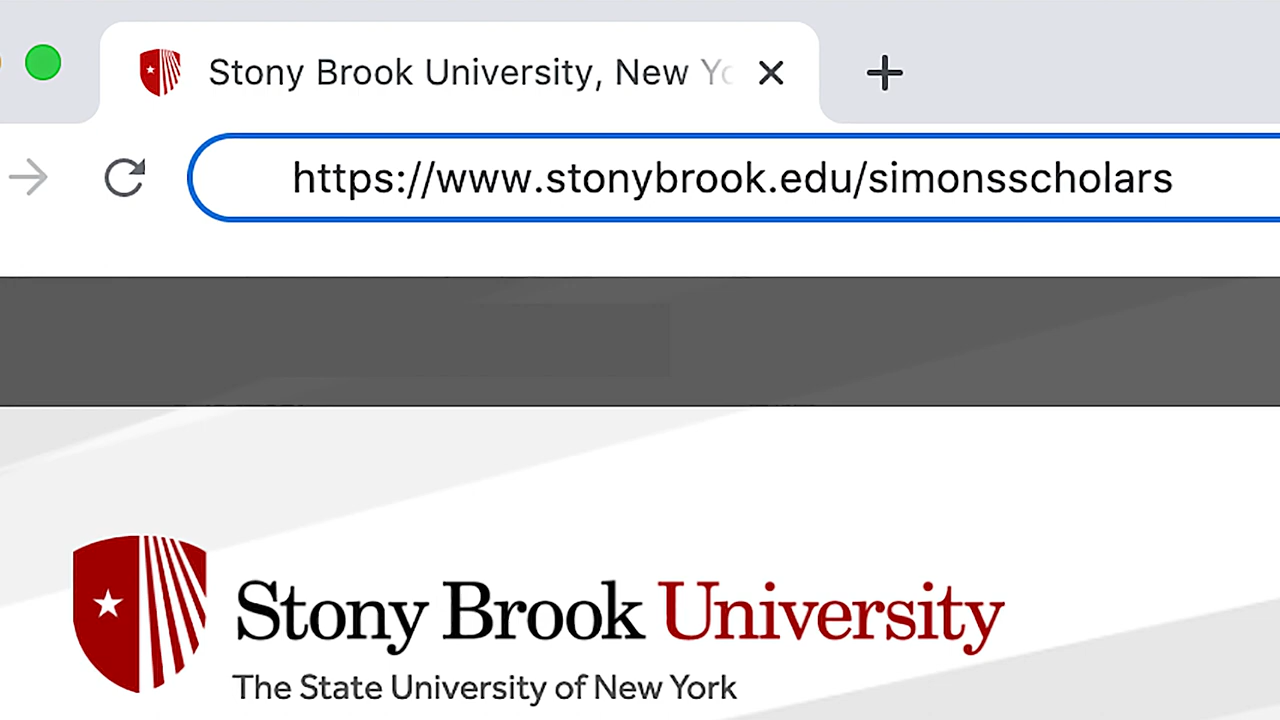 Stony Brook University, New Yo
https://www.stonybrook.edu/simonsscholars
Stony Brook University
The State University of New York